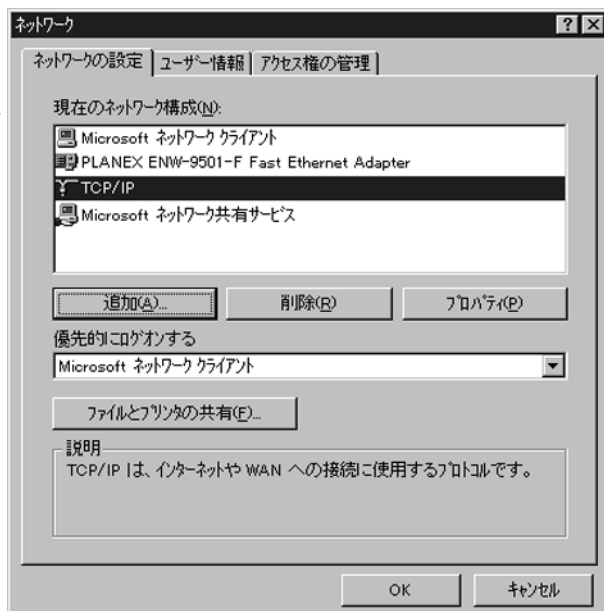 ネットワーク
ネットワークの設定 ユーザー情報 アクセス権の管理
現在のネットワーク構成(N):
Microsoft ネットワーク クライアント
PLANEX ENW-9501-F Fast Ethernet Adapter
TCP/IP
Microsoft ネットワーク共有サービス
追加(A)... 削除(R) プロパティ(P)
優先的にログオンする
Microsoft ネットワーク クライアント
ファイルとプリンタの共有(F)...
説明
TCP/IP は、インターネットや WAN への接続に使用するプロトコルです。
OK キャンセル